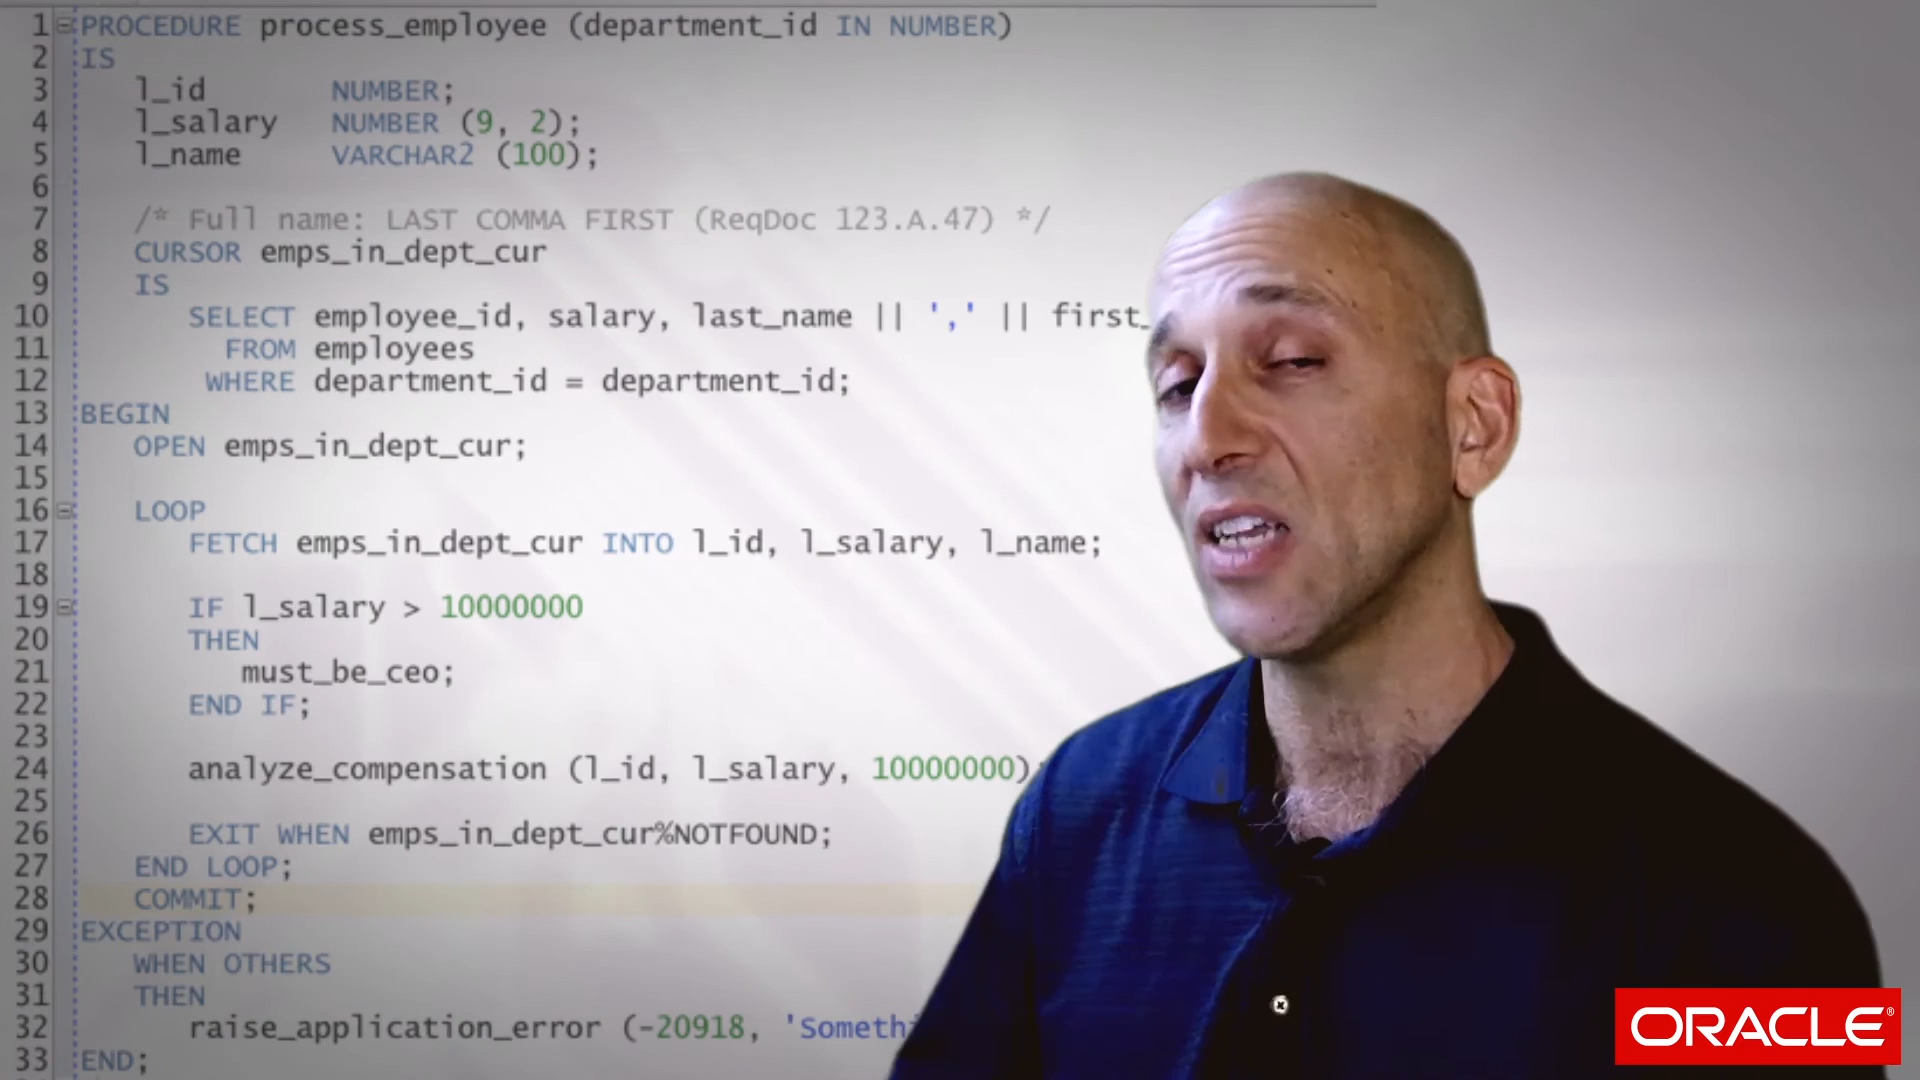 1 PROCEDURE process_employee (department_id IN NUMBER)
2 IS
3 l_id NUMBER;
4 l_salary NUMBER (9, 2);
5 l_name VARCHAR2 (100);
6
7 /* Full name: LAST COMMA FIRST (ReqDoc 123.A.47) */
8 CURSOR emps_in_dept_cur
9 IS
10 SELECT employee_id, salary, last_name || ',' || first_
11 FROM employees
12 WHERE department_id = department_id;
13 BEGIN
14 OPEN emps_in_dept_cur;
15
16 LOOP
17 FETCH emps_in_dept_cur INTO l_id, l_salary, l_name;
18
19 IF l_salary > 10000000
20 THEN
21 must_be_ceo;
22 END IF;
23
24 analyze_compensation (l_id, l_salary, 10000000);
25
26 EXIT WHEN emps_in_dept_cur%NOTFOUND;
27 END LOOP;
28 COMMIT;
29 EXCEPTION
30 WHEN OTHERS
31 THEN
32 raise_application_error (-20918, 'Somethi
33 END;
ORACLE®